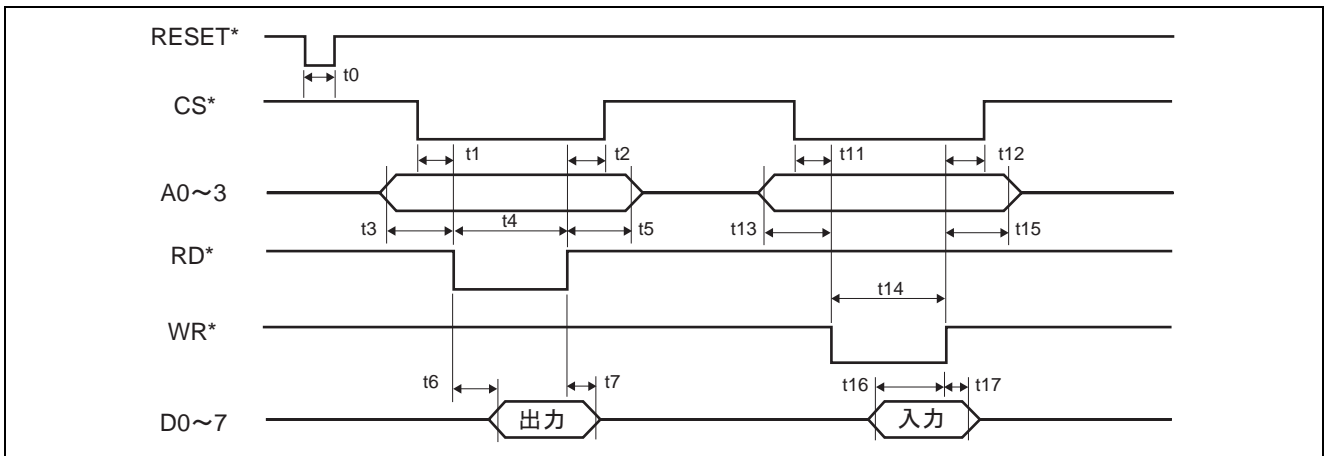 RESET*
t0
CS*
t1
t2
t11
t12
A0～3
t3
t4
t5
t13
t15
RD*
t14
WR*
t6
t7
t16
t17
D0～7
出力
入力